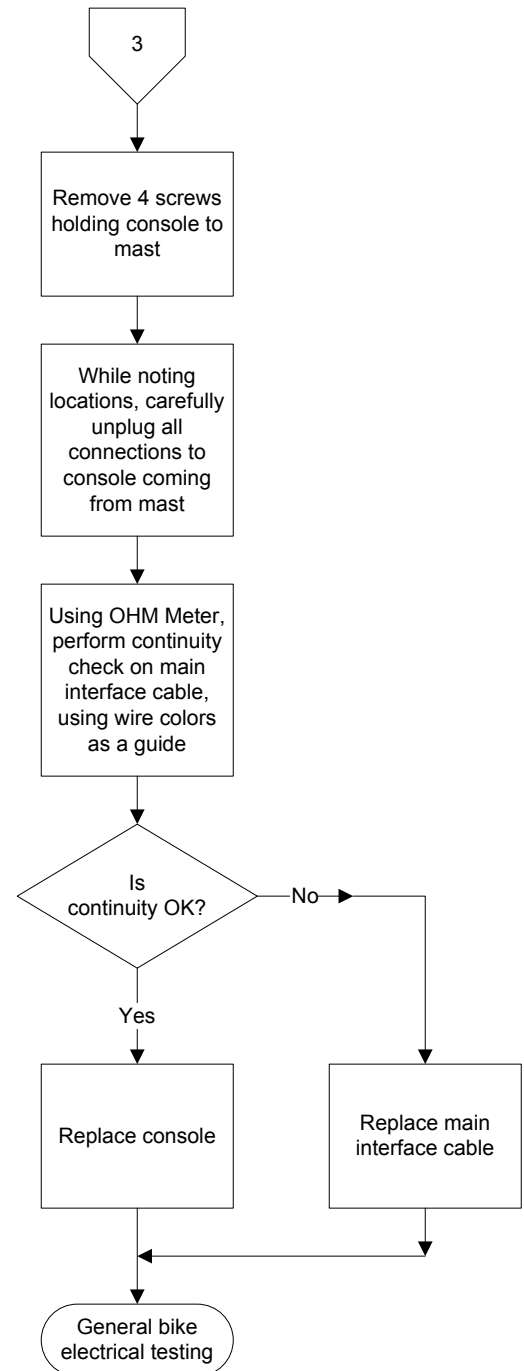 3
Remove 4 screws
holding console to
mast
While noting
locations, carefully
unplug all
connections to
console coming
from mast
Using OHM Meter,
perform continuity
check on main
interface cable,
using wire colors
as a guide
Is
continuity OK?
No
Yes
Replace console
Replace main
interface cable
General bike
electrical testing